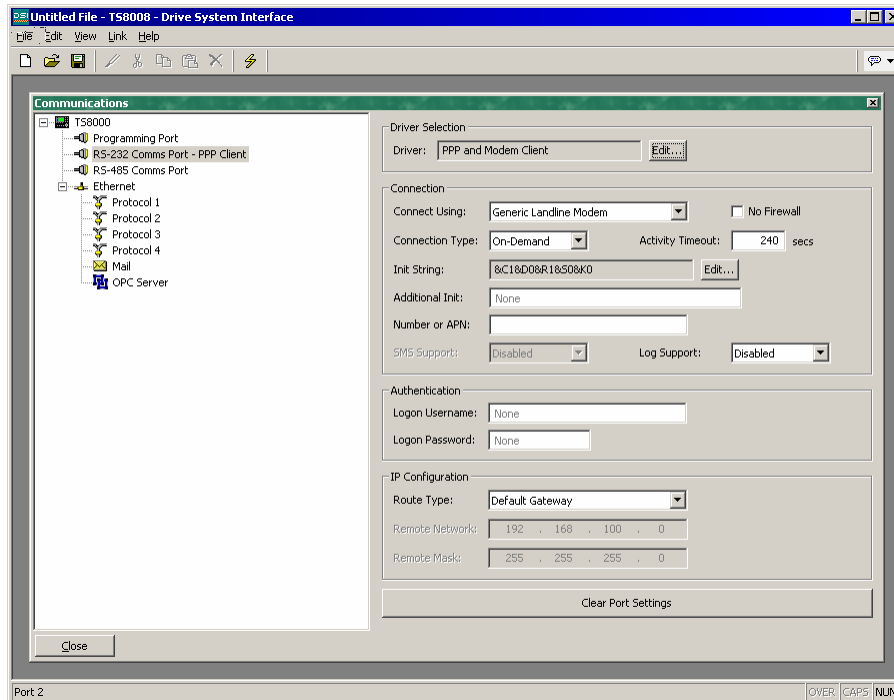 DSI Untitled File - TS8008 - Drive System Interface
File Edit View Link Help
Communications
TS8000
Programming Port
RS-232 Comms Port - PPP Client
RS-485 Comms Port
Ethernet
Protocol 1
Protocol 2
Protocol 3
Protocol 4
Mail
OPC Server
Driver Selection
Driver: PPP and Modem Client Edit...
Connection
Connect Using: Generic Landline Modem No Firewall
Connection Type: On-Demand Activity Timeout: 240 secs
Init String: &C1&D0&R1&S0&K0 Edit...
Additional Init: None
Number or APN:
SMS Support: Disabled Log Support: Disabled
Authentication
Logon Username: None
Logon Password: None
IP Configuration
Route Type: Default Gateway
Remote Network: 192 . 168 . 100 . 0
Remote Mask: 255 . 255 . 255 . 0
Clear Port Settings
Close
Port 2 OVER CAPS NUM